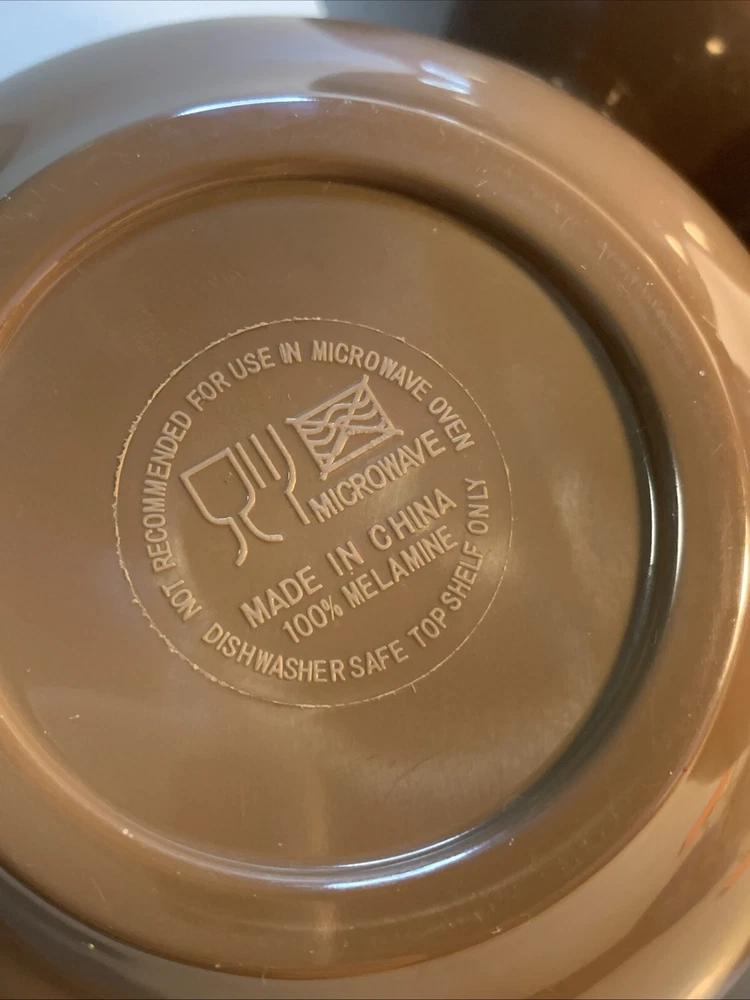 NOT RECOMMENDED FOR USE IN MICROWAVE OVEN
MICROWAVE
MADE IN CHINA
100% MELAMINE
DISHWASHER SAFE TOP SHELF ONLY